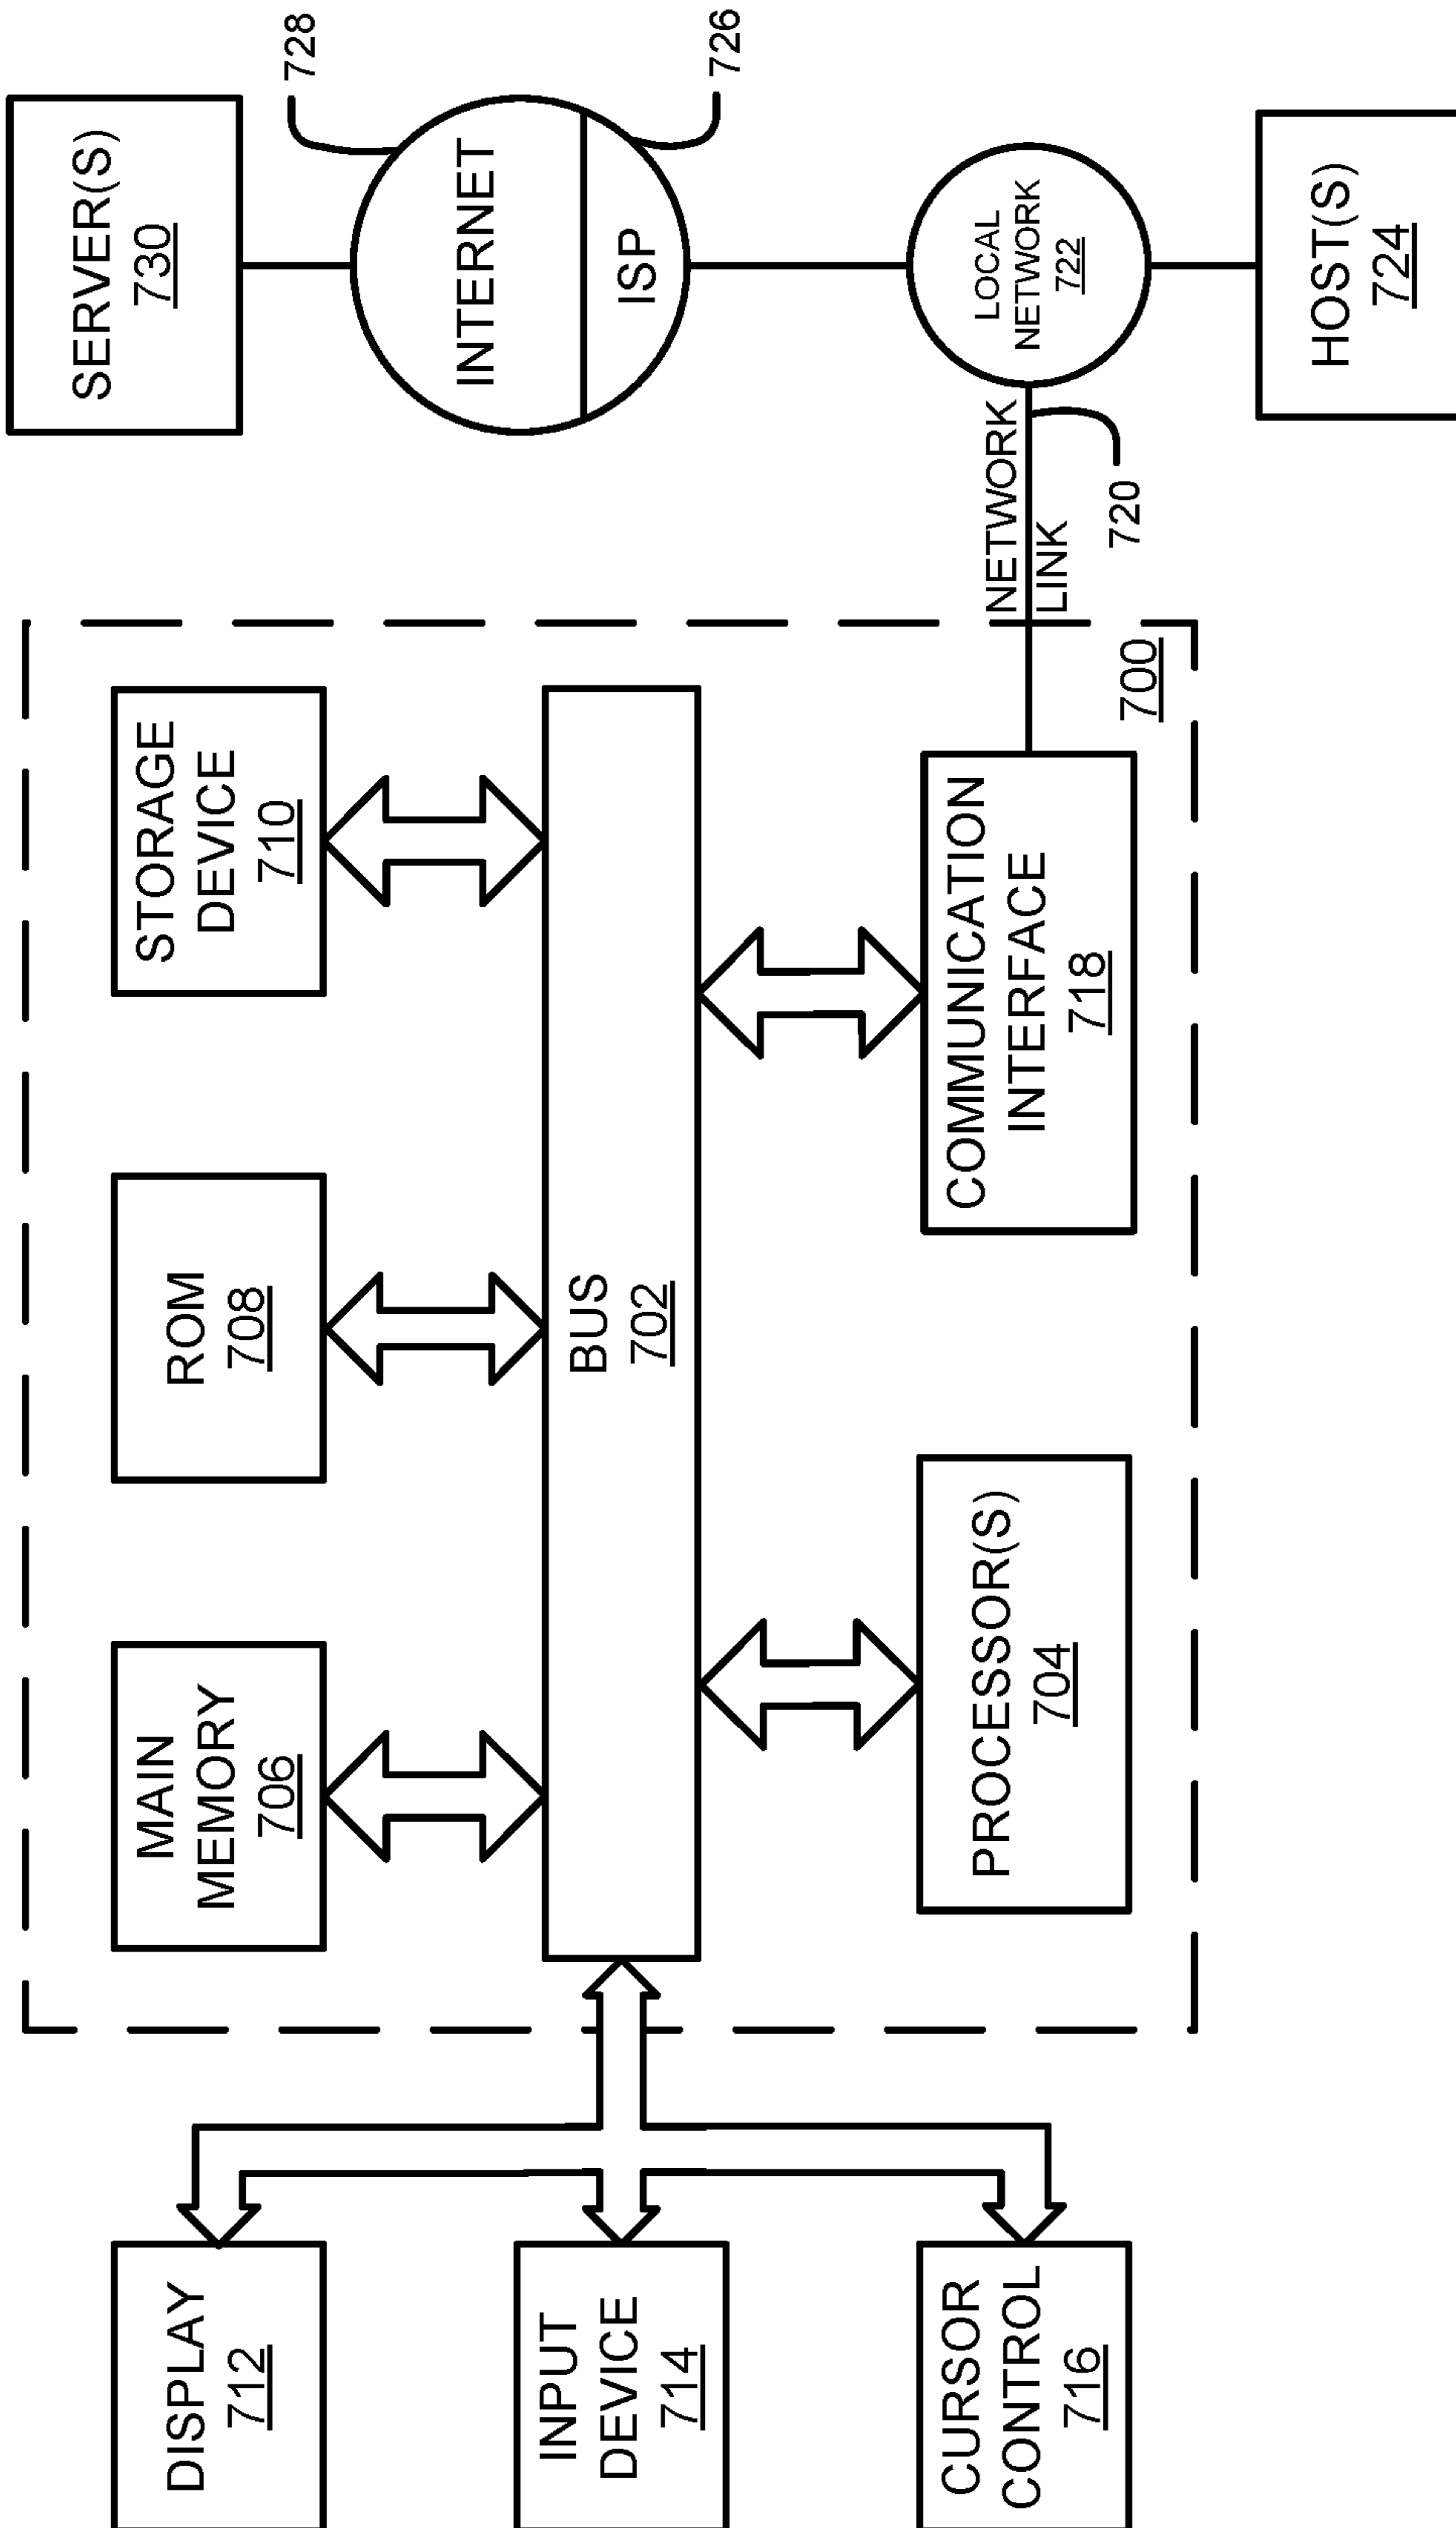 DISPLAY
712
INPUT
DEVICE
714
CURSOR
CONTROL
716
MAIN
MEMORY
706
ROM
708
STORAGE
DEVICE
710
BUS
702
PROCESSOR(S)
704
COMMUNICATION
INTERFACE
718
700
NETWORK
LINK
720
SERVER(S)
730
728
INTERNET
ISP
726
LOCAL
NETWORK
722
HOST(S)
724